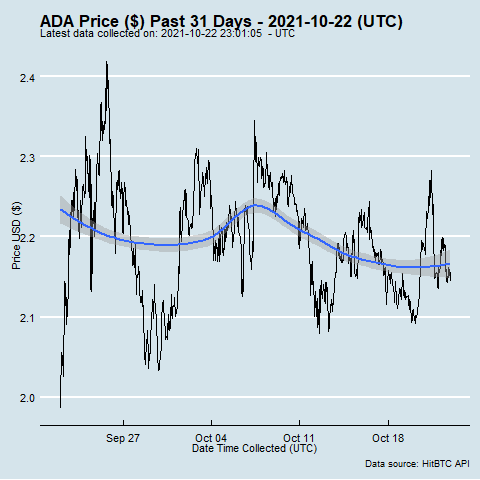 ADA Price ($) Past 31 Days - 2021-10-22 (UTC)
Latest data collected on: 2021-10-22 23:01:05 - UTC
Price USD ($)
2.4
2.3
2.2
2.1
2.0
Sep 27
Oct 04
Oct 11
Oct 18
Date Time Collected (UTC)
Data source: HitBTC API